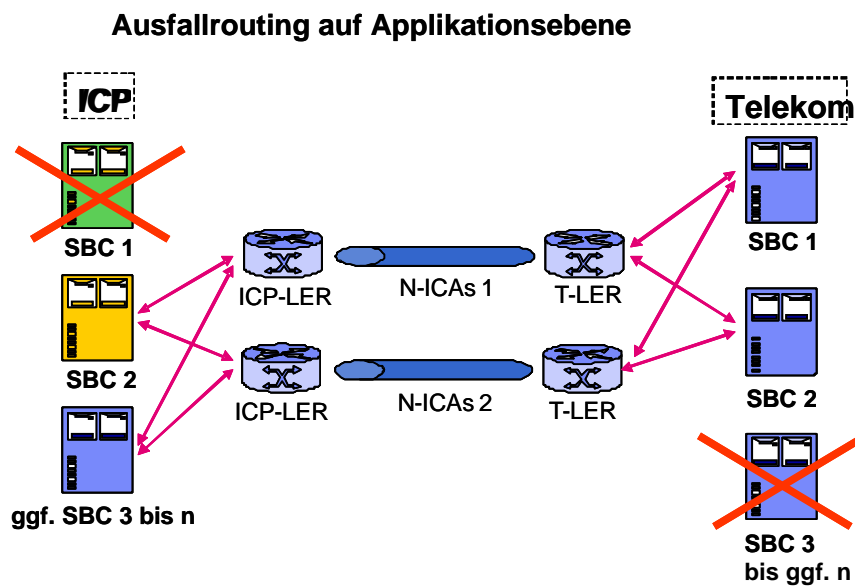 Ausfallrouting auf Applikationsebene
ICP
Telekom
SBC 1
SBC 1
ICP-LER
N-ICAs 1
T-LER
SBC 2
SBC 2
ICP-LER
N-ICAs 2
T-LER
ggf. SBC 3 bis n
SBC 3
bis ggf. n